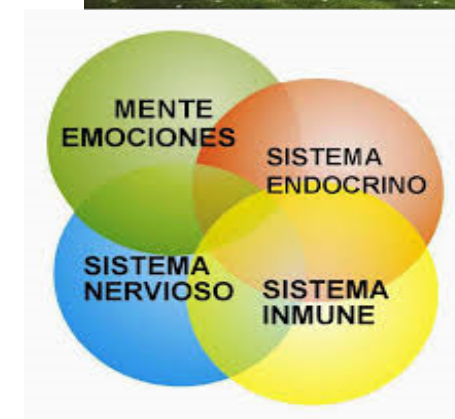 MENTE
EMOCIONES
SISTEMA
ENDOCRINO
SISTEMA
NERVIOSO
SISTEMA
INMUNE